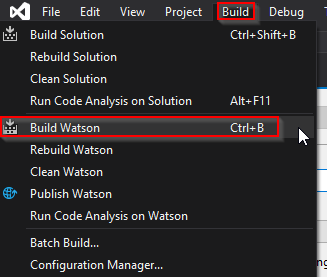 File Edit View Project Build Debug
Build Solution Ctrl+Shift+B
Rebuild Solution
Clean Solution
Run Code Analysis on Solution Alt+F11
Build Watson Ctrl+B
Rebuild Watson
Clean Watson
Publish Watson
Run Code Analysis on Watson
Batch Build...
Configuration Manager...